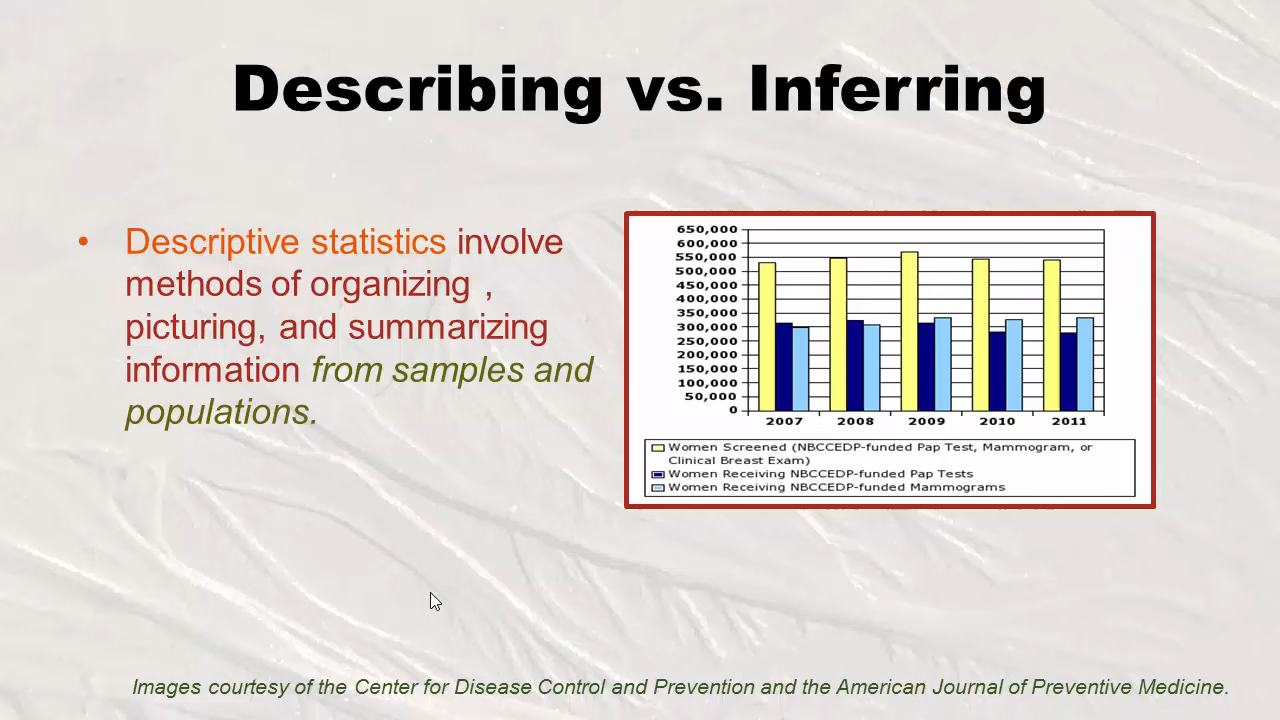 Describing vs. Inferring
• Descriptive statistics involve
methods of organizing ,
picturing, and summarizing
information from samples and
populations.
650,000
600,000
550,000
500,000
450,000
400,000
350,000
300,000
250,000
200,000
150,000
100,000
50,000
0
2007 2008 2009 2010 2011
Women Screened (NBCCEDP-funded Pap Test, Mammogram, or
Clinical Breast Exam)
Women Receiving NBCCEDP-funded Pap Tests
Women Receiving NBCCEDP-funded Mammograms
Images courtesy of the Center for Disease Control and Prevention and the American Journal of Preventive Medicine.